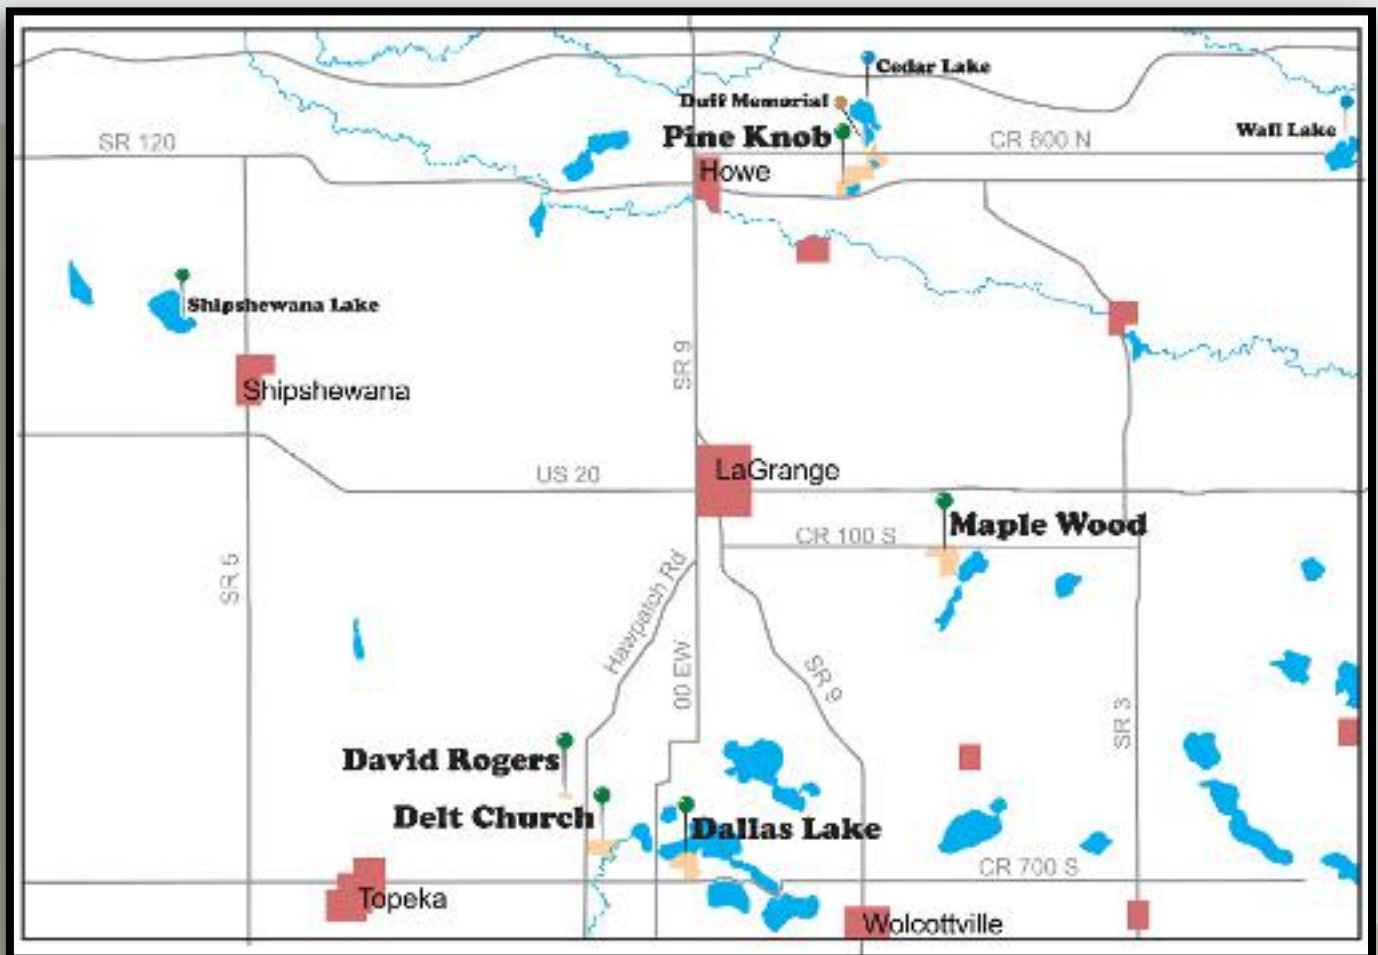 Cedar Lake
Duff Memorial
Pine Knob
Wall Lake
SR 120
CR 600 N
Howe
Shipshewana Lake
SR 9
Shipshewana
LaGrange
US 20
Maple Wood
CR 100 S
SR 5
Hawpatch Rd
00 EW
SR 9
SR 3
David Rogers
Delt Church
Dallas Lake
CR 700 S
Topeka
Wolcottville